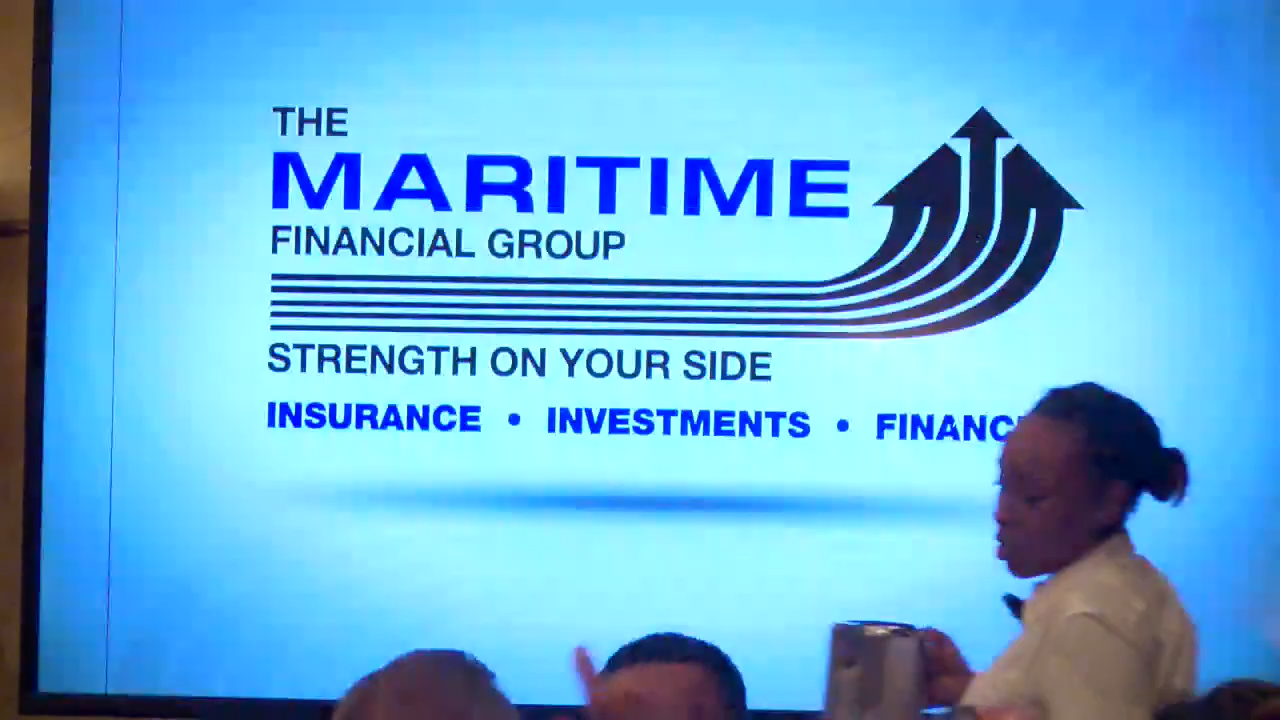 THE
MARITIME
FINANCIAL GROUP
STRENGTH ON YOUR SIDE
INSURANCE • INVESTMENTS •